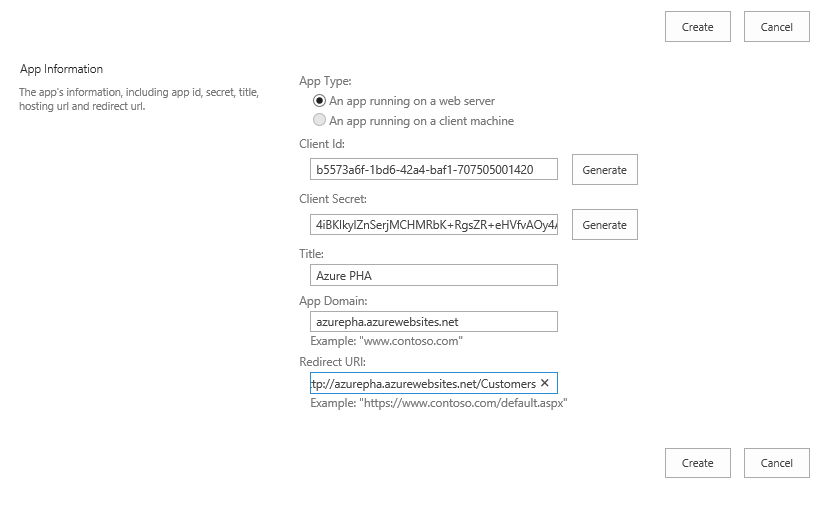 Create Cancel
App Information
The app's information, including app id, secret, title,
hosting url and redirect url.
App Type:
An app running on a web server
An app running on a client machine
Client Id:
b5573a6f-1bd6-42a4-baf1-707505001420 Generate
Client Secret:
4iBKlkylZnSerjMCHMRbK+RgsZR+eHVfvAOy4A Generate
Title:
Azure PHA
App Domain:
azurepha.azurewebsites.net
Example: "www.contoso.com"
Redirect URI:
tp://azurepha.azurewebsites.net/Customers ✕
Example: "https://www.contoso.com/default.aspx"
Create Cancel